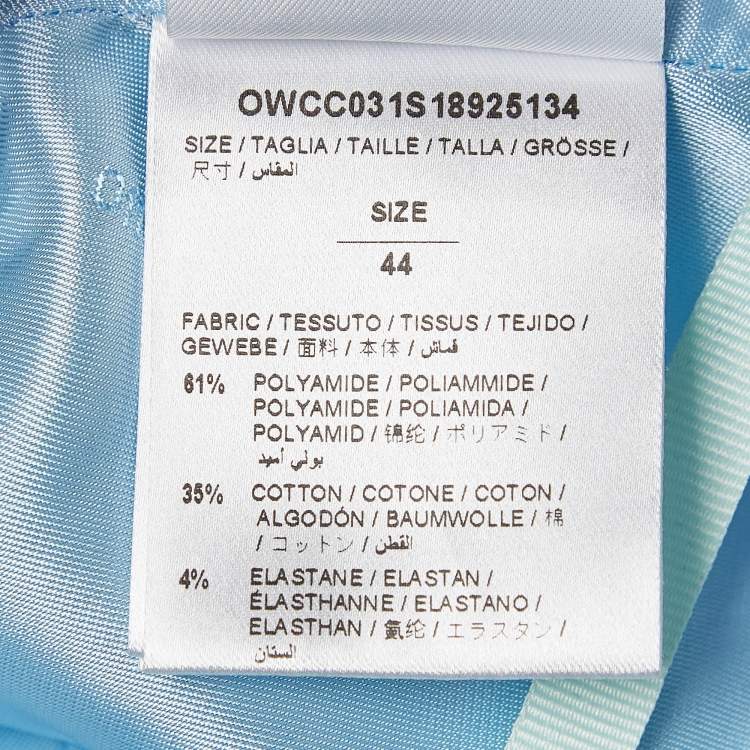 OWCC031S18925134
SIZE / TAGLIA / TAILLE / TALLA / GRÖSSE /
尺寸 / المقاس
SIZE
44
FABRIC / TESSUTO / TISSUS / TEJIDO /
GEWEBE / 面料 / 本体 / قماش
61% POLYAMIDE / POLIAMMIDE /
POLYAMIDE / POLIAMIDA /
POLYAMID / 锦纶 / ポリアミド /
بولي أميد
35% COTTON / COTONE / COTON /
ALGODÓN / BAUMWOLLE / 棉
/ コットン / القطن
4% ELASTANE / ELASTAN /
ÉLASTHANNE / ELASTANO /
ELASTHAN / 氨纶 / エラスタン /
الستان